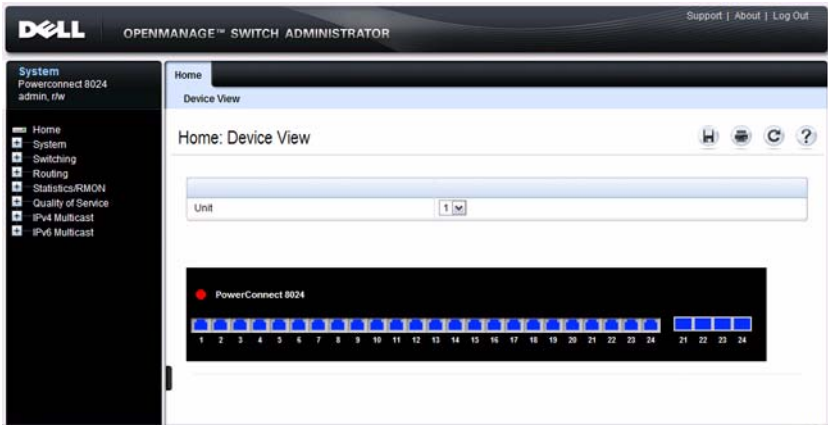 Support | About | Log Out
DELL OPENMANAGE™ SWITCH ADMINISTRATOR
System
Powerconnect 8024
admin, r/w
Home
System
Switching
Routing
Statistics/RMON
Quality of Service
IPv4 Multicast
IPv6 Multicast
Home
Device View
Home: Device View
?
Unit 1
PowerConnect 8024
1 2 3 4 5 6 7 8 9 10 11 12 13 14 15 16 17 18 19 20 21 22 23 24 21 22 23 24